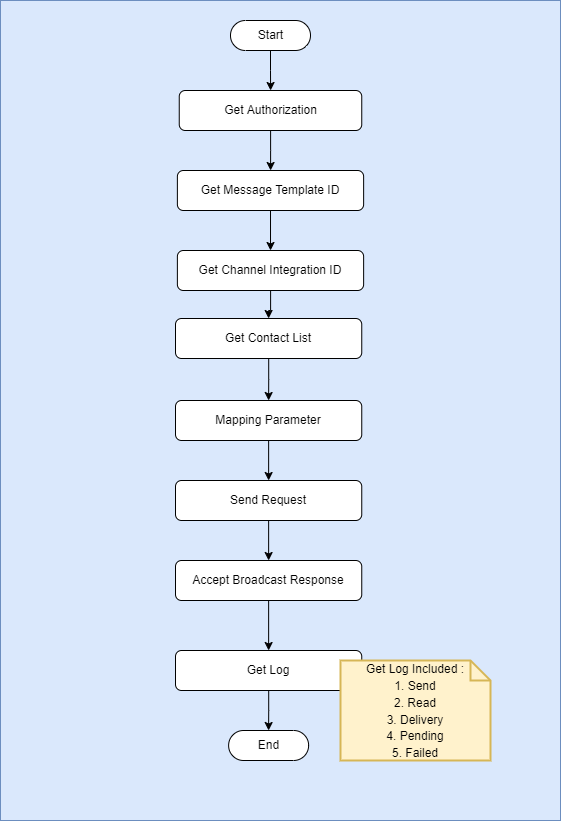 Start
Get Authorization
Get Message Template ID
Get Channel Integration ID
Get Contact List
Mapping Parameter
Send Request
Accept Broadcast Response
Get Log
Get Log Included :
1. Send
2. Read
3. Delivery
4. Pending
5. Failed
End